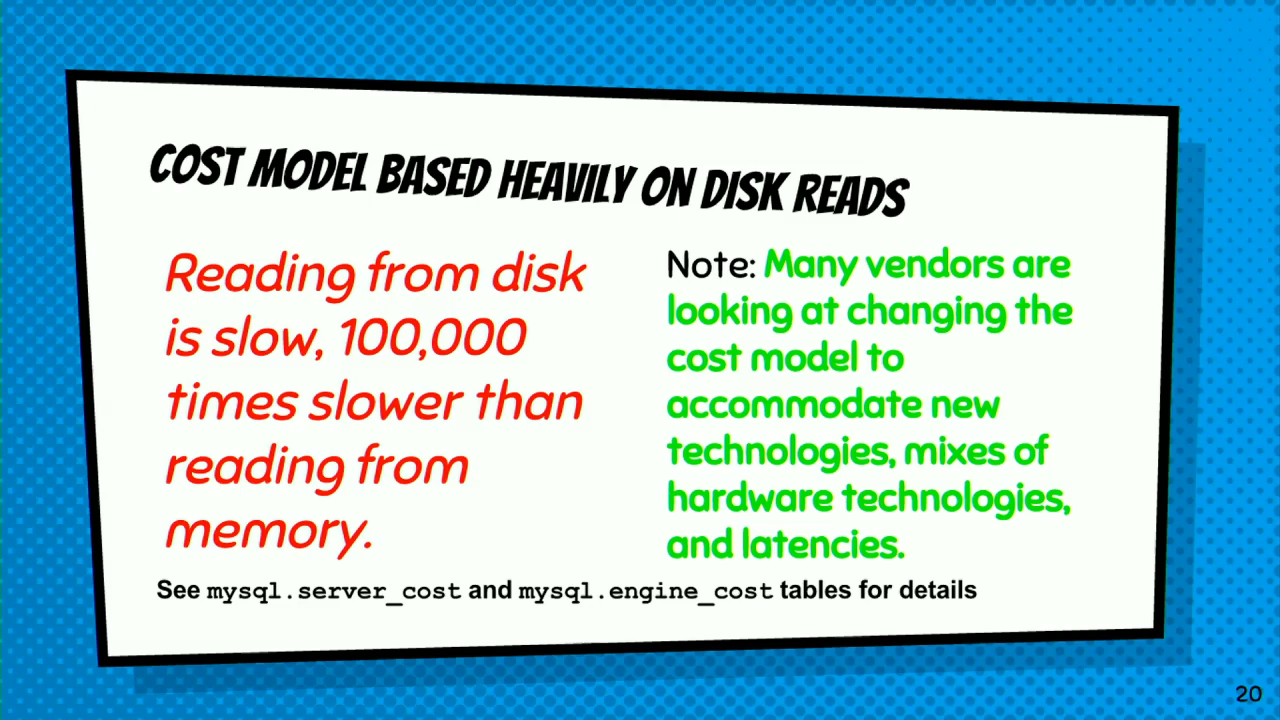 COST MODEL BASED HEAVILY ON DISK READS
Reading from disk
is slow, 100,000
times slower than
reading from
memory.
Note: Many vendors are
looking at changing the
cost model to
accommodate new
technologies, mixes of
hardware technologies,
and latencies.
See mysql.server_cost and mysql.engine_cost tables for details
20